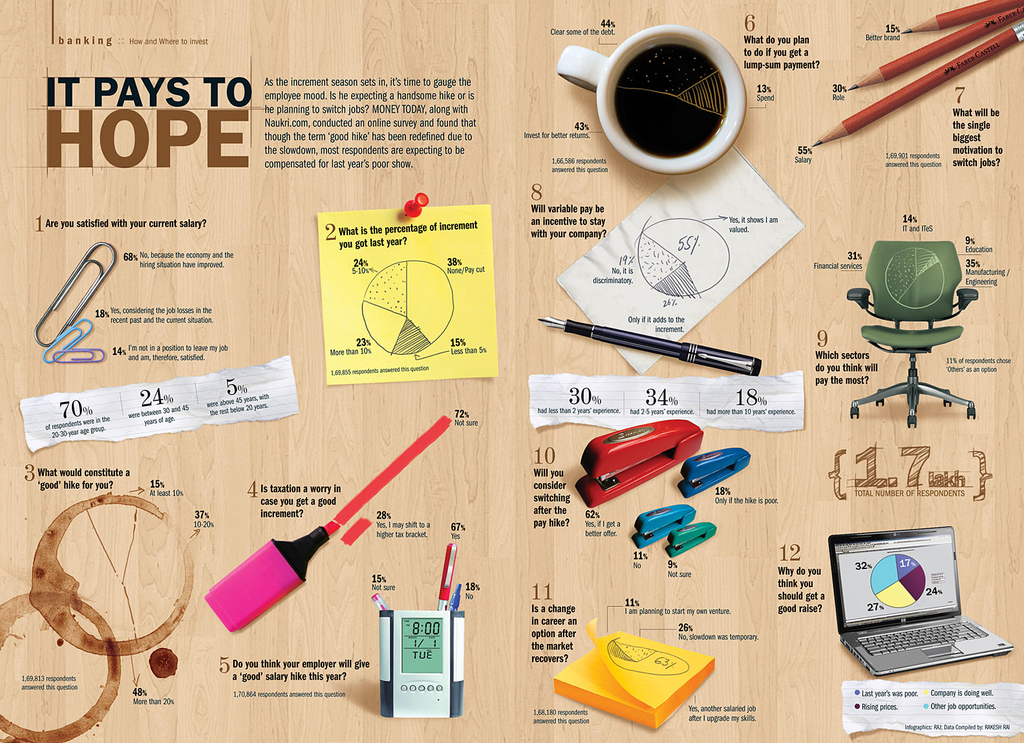 banking :: How and Where to invest
IT PAYS TO
HOPE
As the increment season sets in, it's time to gauge the
employee mood. Is he expecting a handsome hike or is
he planning to switch jobs? MONEY TODAY, along with
Naukri.com, conducted an online survey and found that
though the term 'good hike' has been redefined due to
the slowdown, most respondents are expecting to be
compensated for last year's poor show.
1 Are you satisfied with your current salary?
68% No, because the economy and the
hiring situation have improved.
18% Yes, considering the job losses in the
recent past and the current situation.
14% I'm not in a position to leave my job
and am, therefore, satisfied.
2 What is the percentage of increment
you got last year?
24%
5-10%
38%
None/Pay cut
23%
More than 10%
15%
Less than 5%
1,69,855 respondents answered this question
70%
of respondents were in the
20-30-year age group.
24%
were between 30 and 45
years of age.
5%
were above 45 years, with
the rest below 20 years.
3 What would constitute a
'good' hike for you?
15%
At least 10%
37%
10-20%
48%
More than 20%
1,69,813 respondents
answered this question
4 Is taxation a worry in
case you get a good
increment?
72%
Not sure
28%
Yes, I may shift to a
higher tax bracket.
67%
Yes
15%
Not sure
18%
No
8:00
1/ 1
TUE
5 Do you think your employer will give
a 'good' salary hike this year?
1,70,864 respondents answered this question
6
What do you plan
to do if you get a
lump-sum payment?
44%
Clear some of the debt.
13%
Spend
43%
Invest for better returns.
1,66,586 respondents
answered this question
15%
Better brand
FABER-CASTELL
FABER-CASTELL
30%
Role
55%
Salary
7
What will be
the single
biggest
motivation to
switch jobs?
1,69,901 respondents
answered this question
8
Will variable pay be
an incentive to stay
with your company?
Yes, it shows I am
valued.
55%
19%
No, it is
discriminatory.
26%
Only if it adds to the
increment.
30%
had less than 2 years' experience.
34%
had 2-5 years' experience.
18%
had more than 10 years' experience.
14%
IT and ITeS
9%
Education
31%
Financial services
35%
Manufacturing /
Engineering
9
Which sectors
do you think will
pay the most?
11% of respondents chose
'Others' as an option
10
Will you
consider
switching
after the
pay hike?
62%
Yes, if I get a
better offer.
18%
Only if the hike is poor.
11%
No
9%
Not sure
{1.7 lakh}
TOTAL NUMBER OF RESPONDENTS
11
Is a change
in career an
option after
the market
recovers?
11%
I am planning to start my own venture.
26%
No, slowdown was temporary.
63%
Yes, another salaried job
after I upgrade my skills.
1,68,180 respondents
answered this question
12
Why do you
think you
should get a
good raise?
32%
17%
24%
27%
hp
Last year's was poor.
Company is doing well.
Rising prices.
Other job opportunities.
Infographics: RAJ; Data Compiled by: RAKESH RAI